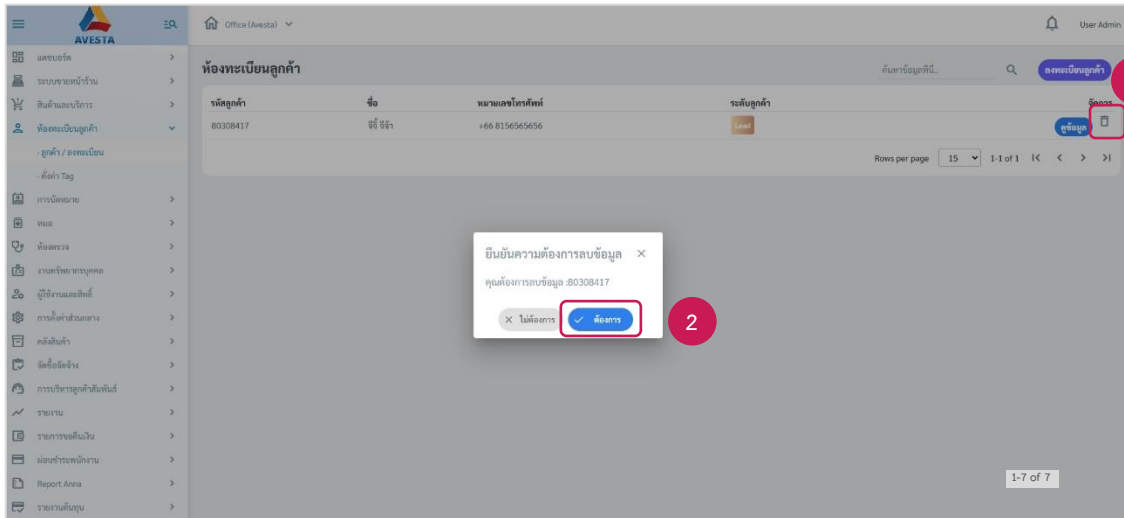 AVESTA
Office (Avesta)
User Admin
แดชบอร์ด
ระบบขายหน้าร้าน
สินค้าและบริการ
ห้องทะเบียนลูกค้า
- ลูกค้า / ลงทะเบียน
- ตั้งค่า Tag
การนัดหมาย
หมอ
ห้องตรวจ
งานทรัพยากรบุคคล
ผู้ใช้งานและสิทธิ์
การตั้งค่าส่วนกลาง
คลังสินค้า
จัดซื้อจัดจ้าง
การบริหารลูกค้าสัมพันธ์
รายงาน
รายการขอคืนเงิน
ผ่อนชำระพนักงาน
Report Anna
รายงานต้นทุน
ห้องทะเบียนลูกค้า
ค้นหาข้อมูลที่นี่..
ลงทะเบียนลูกค้า
รหัสลูกค้า ชื่อ หมายเลขโทรศัพท์ ระดับลูกค้า จัดการ
80308417 จีจี้ จีจ้า +66 8156565656 Lead ดูข้อมูล
Rows per page 15 1-1 of 1
ยืนยันความต้องการลบข้อมูล
คุณต้องการลบข้อมูล :80308417
ไม่ต้องการ ต้องการ
2
1-7 of 7